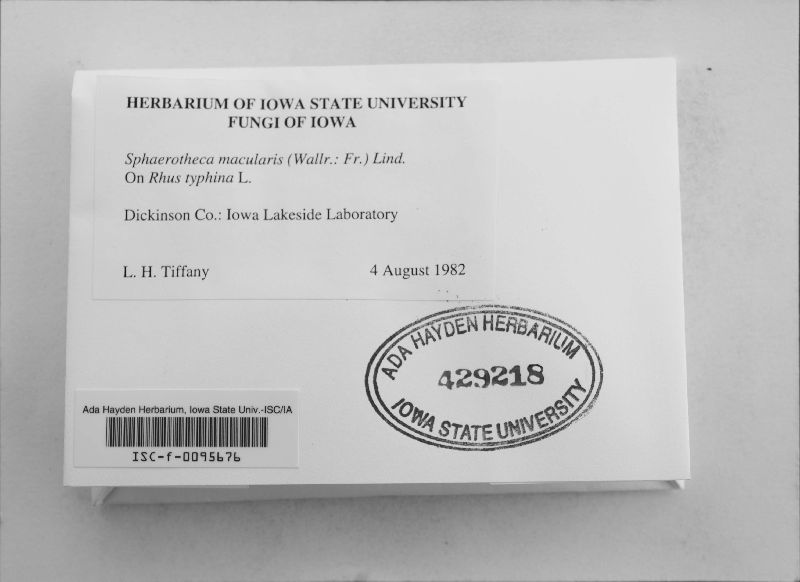 HERBARIUM OF IOWA STATE UNIVERSITY
FUNGI OF IOWA
Sphaerotheca macularis (Wallr.: Fr.) Lind.
On Rhus typhina L.
Dickinson Co.: Iowa Lakeside Laboratory
L. H. Tiffany 4 August 1982
ADA HAYDEN HERBARIUM
429218
IOWA STATE UNIVERSITY
Ada Hayden Herbarium, Iowa State Univ.-ISC/IA
ISC-f-0095676